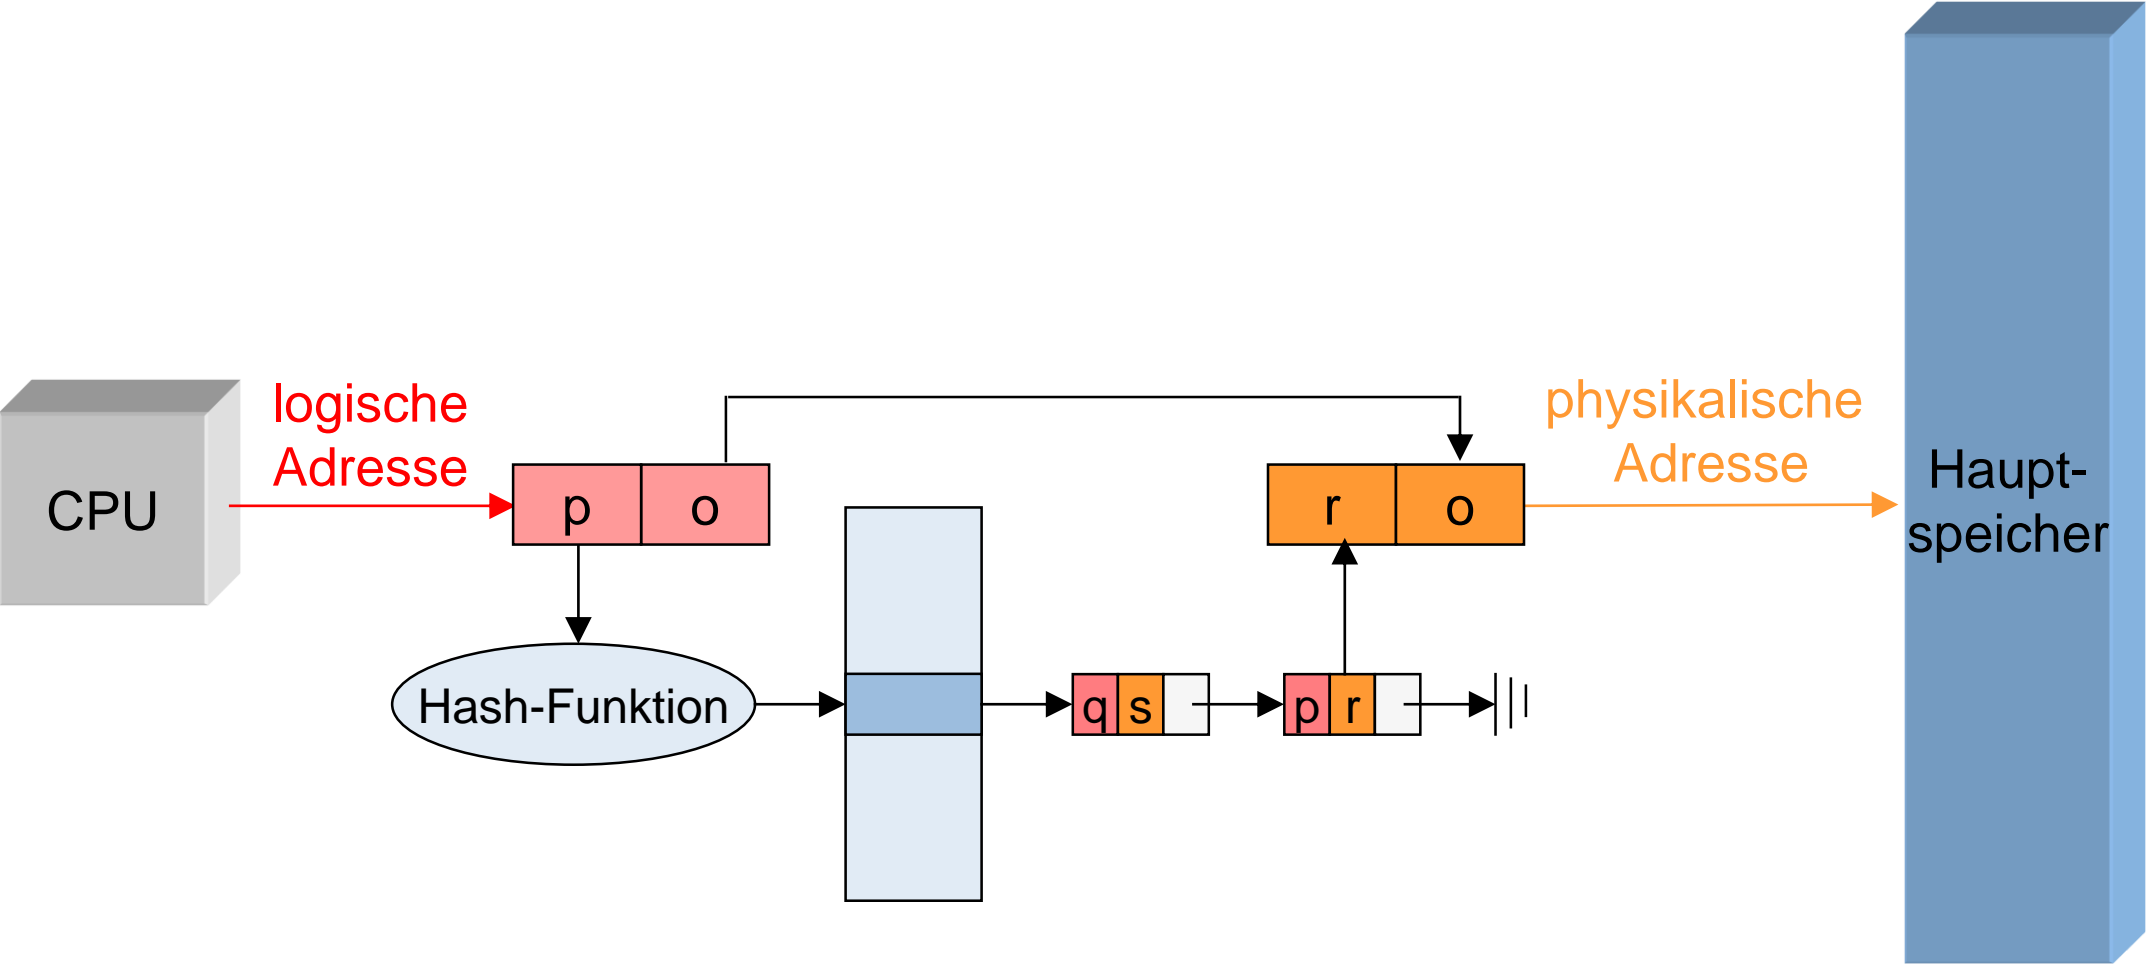 logische
Adresse
physikalische
Adresse
CPU
p o
r o
Haupt-
speicher
Hash-Funktion
q s
p r